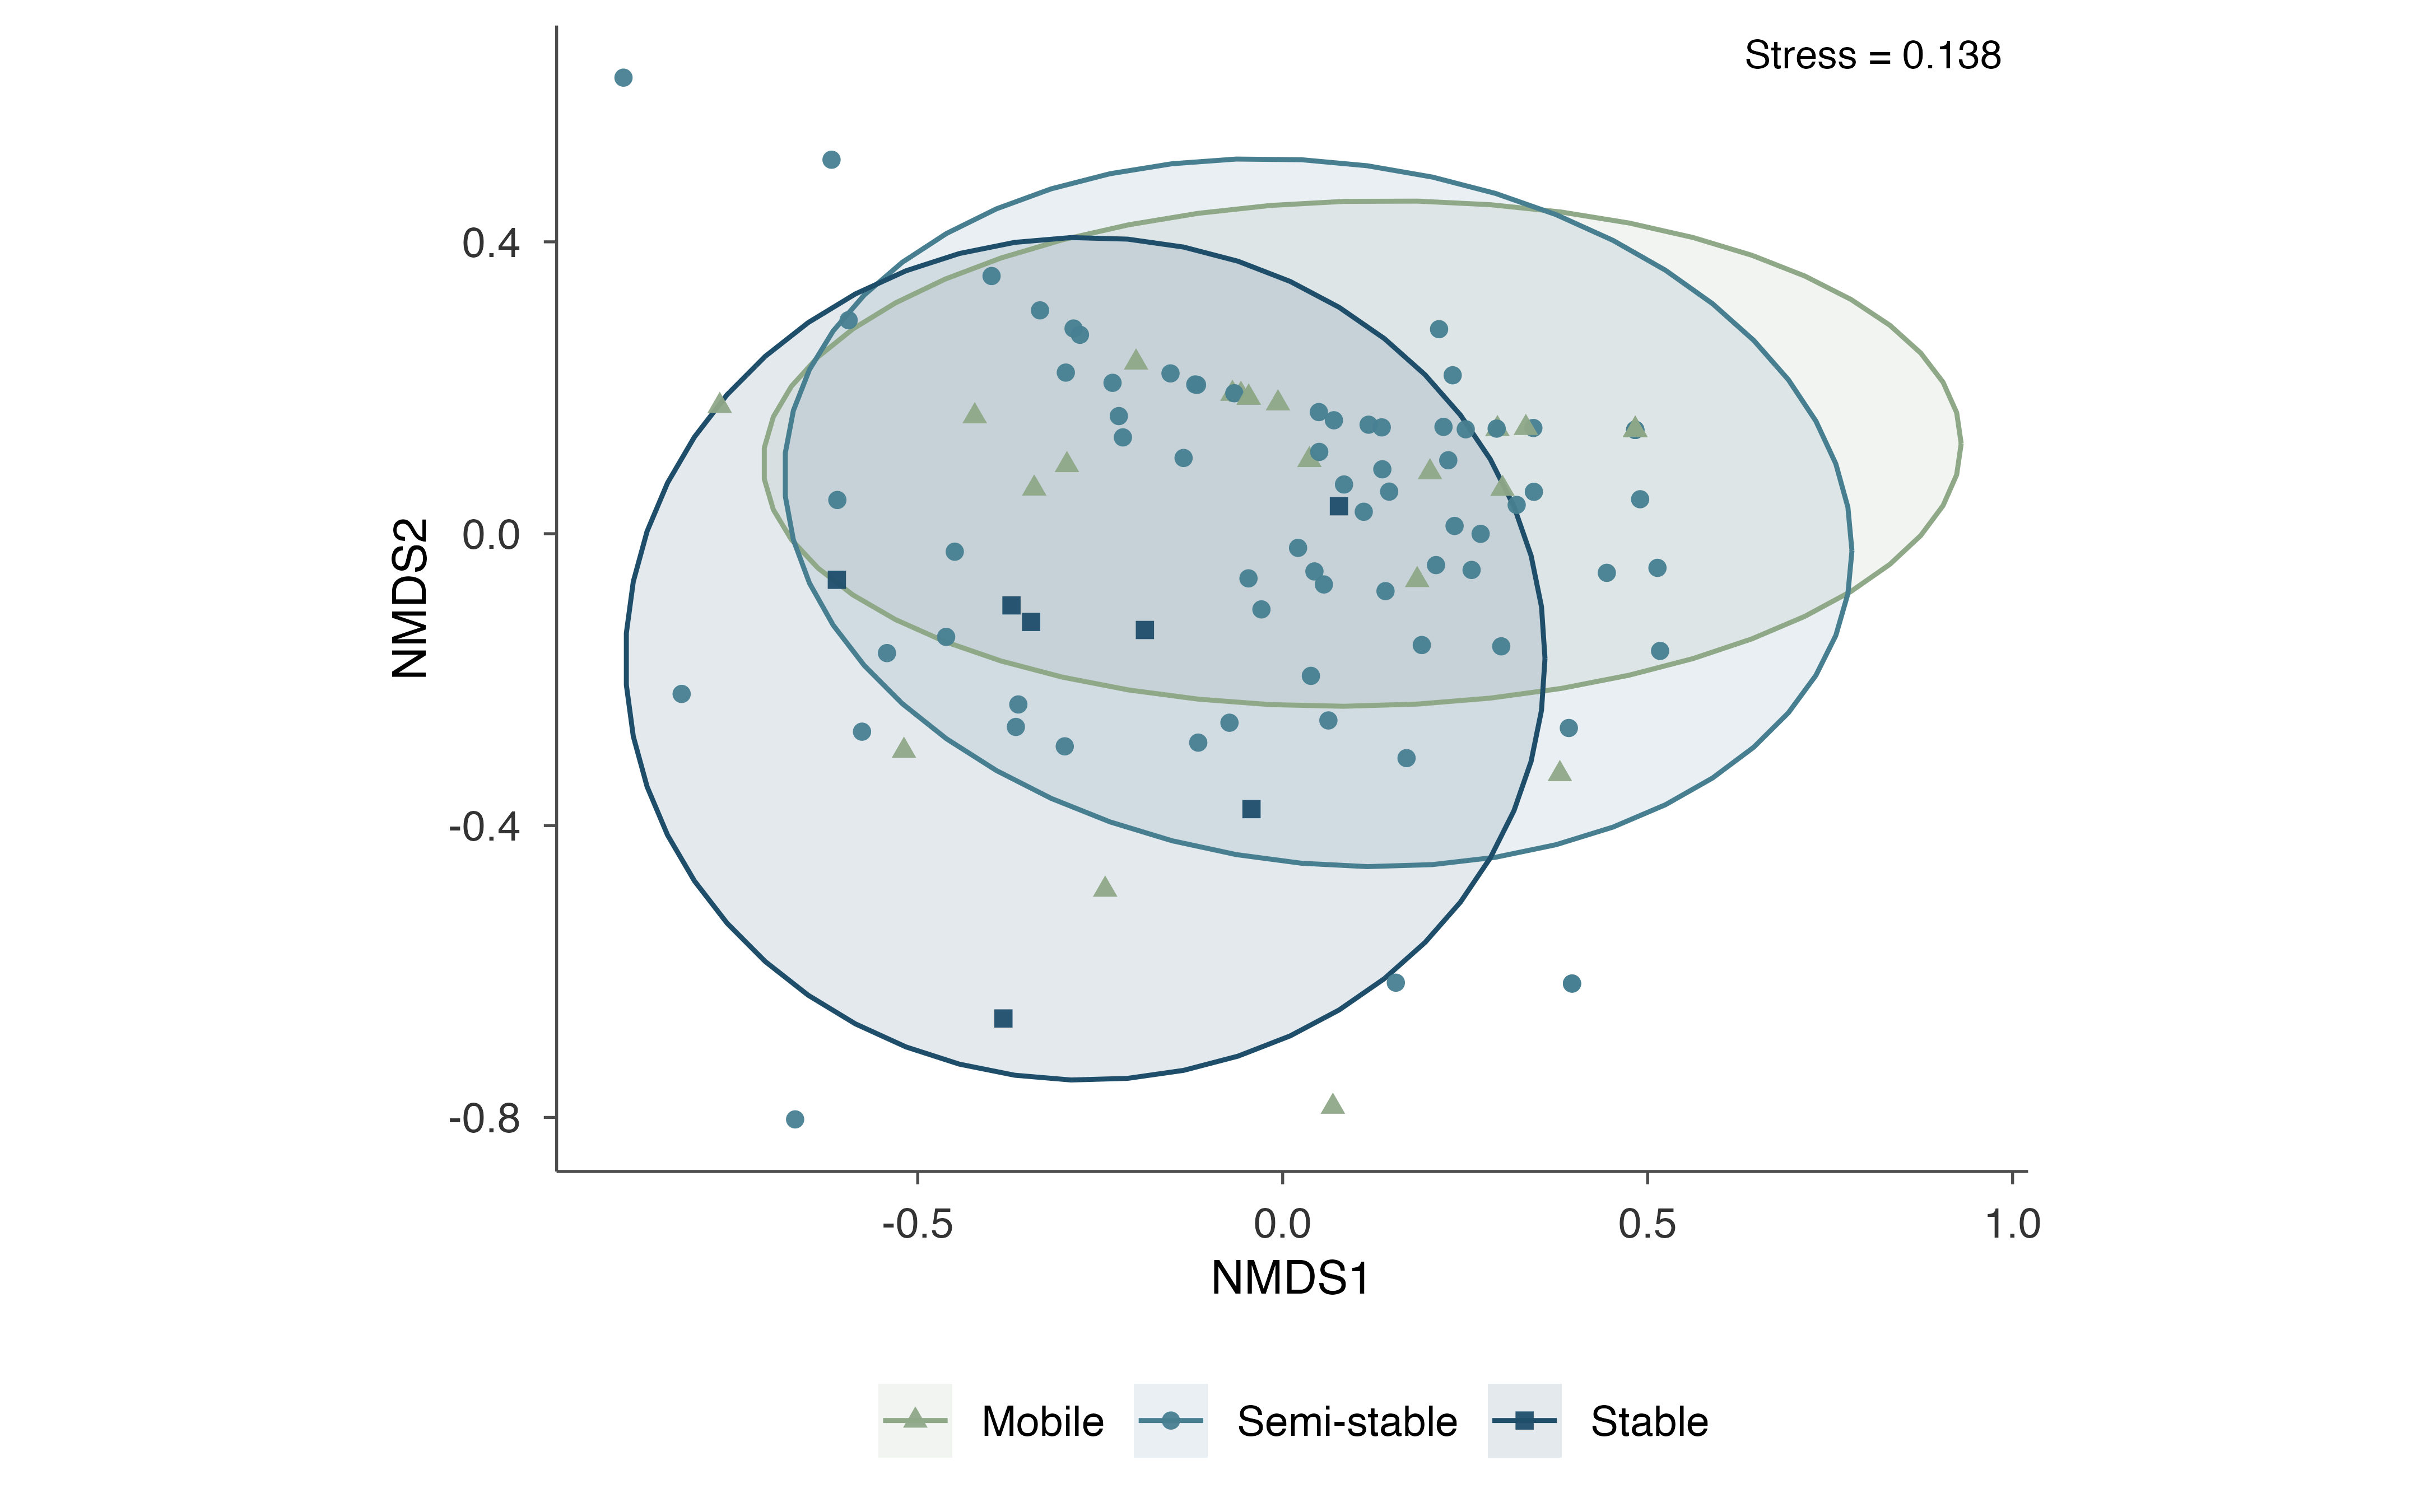 Stress = 0.138
0.4
0.0
-0.4
-0.8
NMDS2
-0.5 0.0 0.5 1.0
NMDS1
Mobile Semi-stable Stable